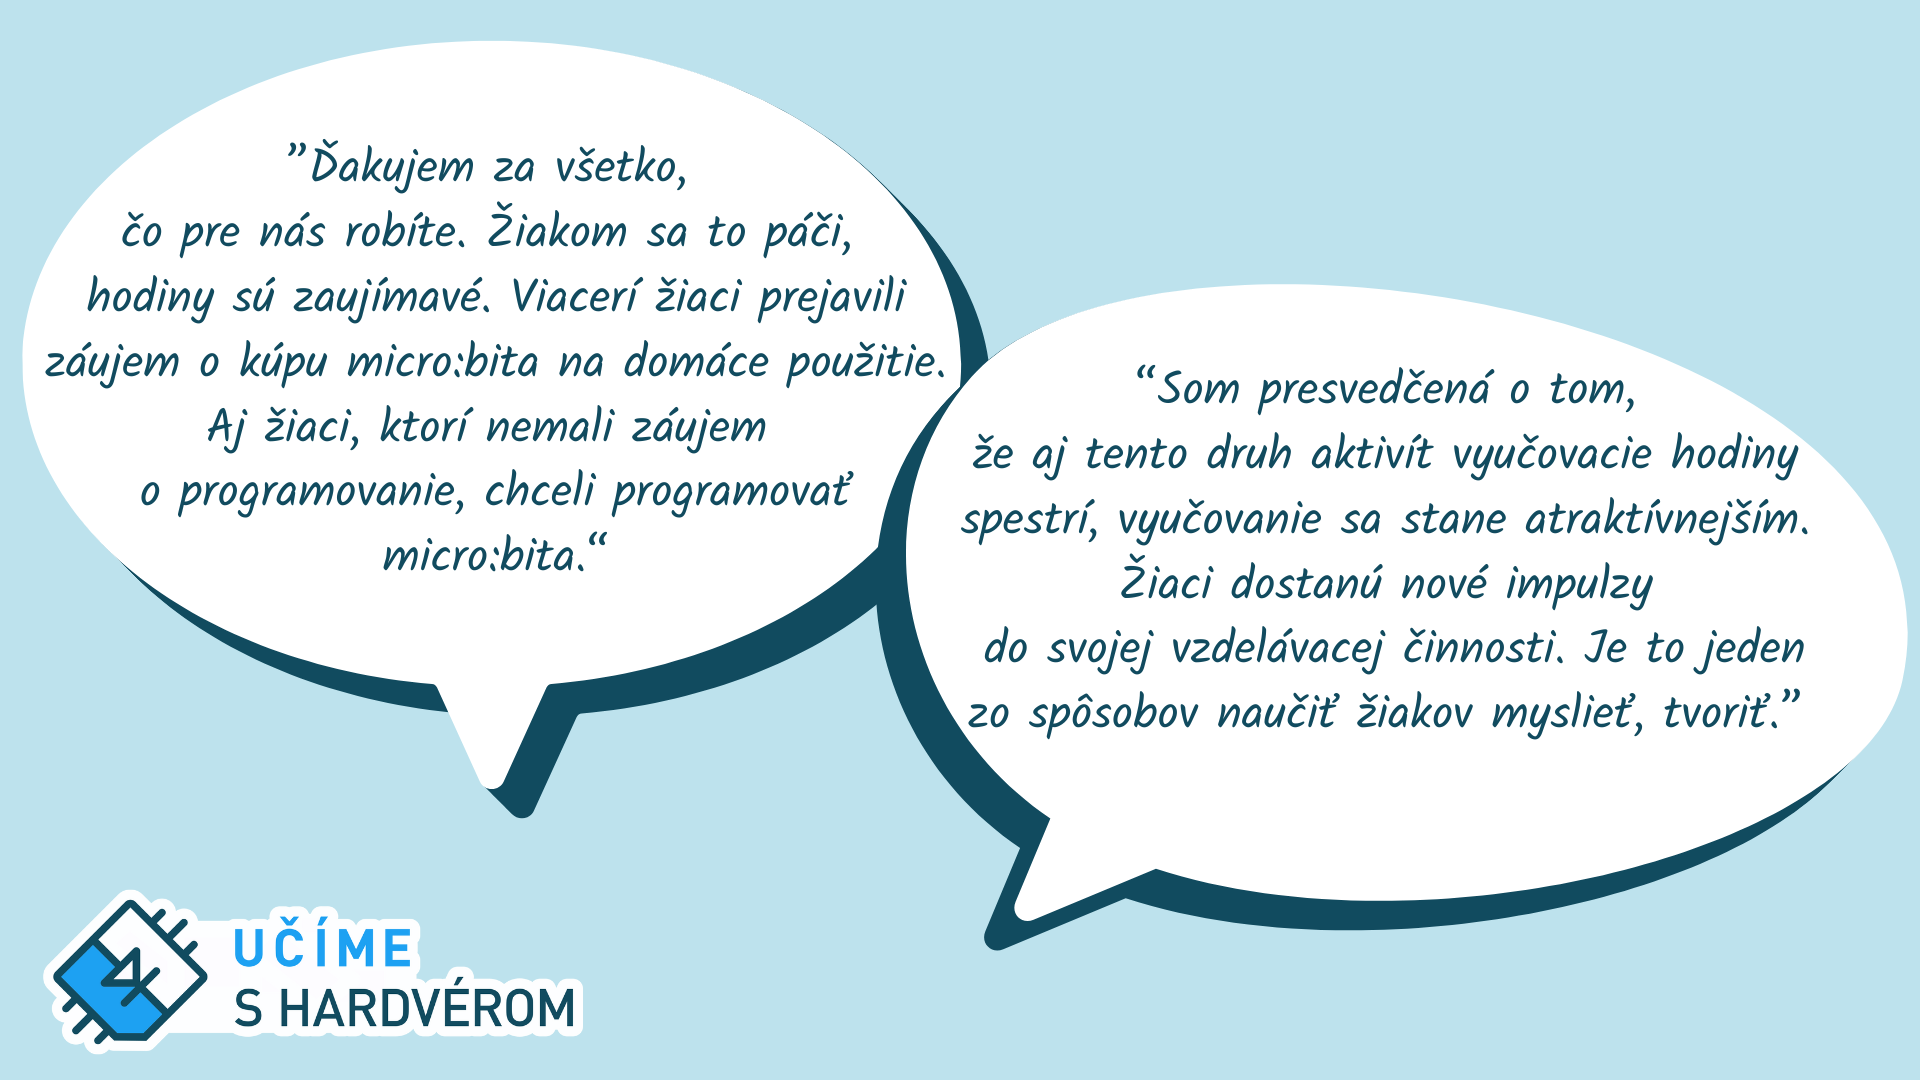 ”Ďakujem za všetko,
čo pre nás robíte. Žiakom sa to páči,
hodiny sú zaujímavé. Viacerí žiaci prejavili
záujem o kúpu micro:bita na domáce použitie.
Aj žiaci, ktorí nemali záujem
o programovanie, chceli programovať
micro:bita.“
“Som presvedčená o tom,
že aj tento druh aktivít vyučovacie hodiny
spestrí, vyučovanie sa stane atraktívnejším.
Žiaci dostanú nové impulzy
do svojej vzdelávacej činnosti. Je to jeden
zo spôsobov naučiť žiakov myslieť, tvoriť.”
UČÍME
S HARDVÉROM